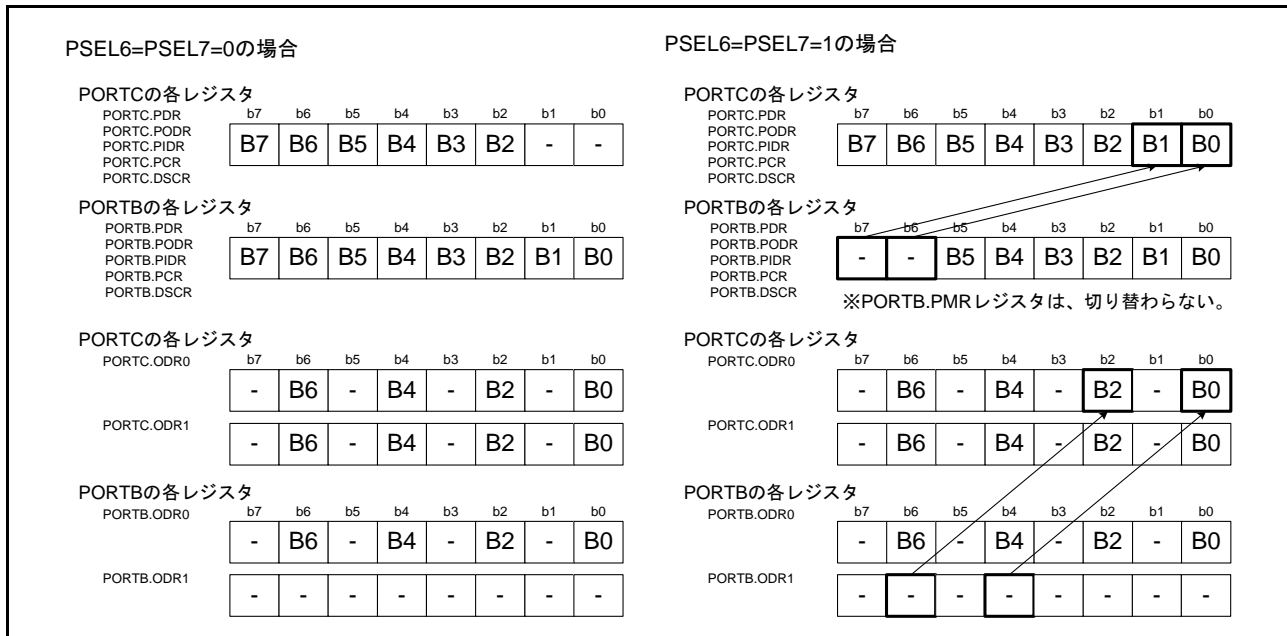 PSEL6=PSEL7=0の場合
PORTCの各レジスタ
PORTC.PDR
PORTC.PODR
PORTC.PIDR
PORTC.PCR
PORTC.DSCR
b7 b6 b5 b4 b3 b2 b1 b0
B7 B6 B5 B4 B3 B2 - -
PORTBの各レジスタ
PORTB.PDR
PORTB.PODR
PORTB.PIDR
PORTB.PCR
PORTB.DSCR
b7 b6 b5 b4 b3 b2 b1 b0
B7 B6 B5 B4 B3 B2 B1 B0
PORTCの各レジスタ
PORTC.ODR0
b7 b6 b5 b4 b3 b2 b1 b0
- B6 - B4 - B2 - B0
PORTC.ODR1
- B6 - B4 - B2 - B0
PORTBの各レジスタ
PORTB.ODR0
b7 b6 b5 b4 b3 b2 b1 b0
- B6 - B4 - B2 - B0
PORTB.ODR1
- - - - - - - -
PSEL6=PSEL7=1の場合
PORTCの各レジスタ
PORTC.PDR
PORTC.PODR
PORTC.PIDR
PORTC.PCR
PORTC.DSCR
b7 b6 b5 b4 b3 b2 b1 b0
B7 B6 B5 B4 B3 B2 B1 B0
PORTBの各レジスタ
PORTB.PDR
PORTB.PODR
PORTB.PIDR
PORTB.PCR
PORTB.DSCR
b7 b6 b5 b4 b3 b2 b1 b0
- - B5 B4 B3 B2 B1 B0
※PORTB.PMRレジスタは、切り替わらない。
PORTCの各レジスタ
PORTC.ODR0
b7 b6 b5 b4 b3 b2 b1 b0
- B6 - B4 - B2 - B0
PORTC.ODR1
- B6 - B4 - B2 - B0
PORTBの各レジスタ
PORTB.ODR0
b7 b6 b5 b4 b3 b2 b1 b0
- B6 - B4 - B2 - B0
PORTB.ODR1
- - - - - - - -